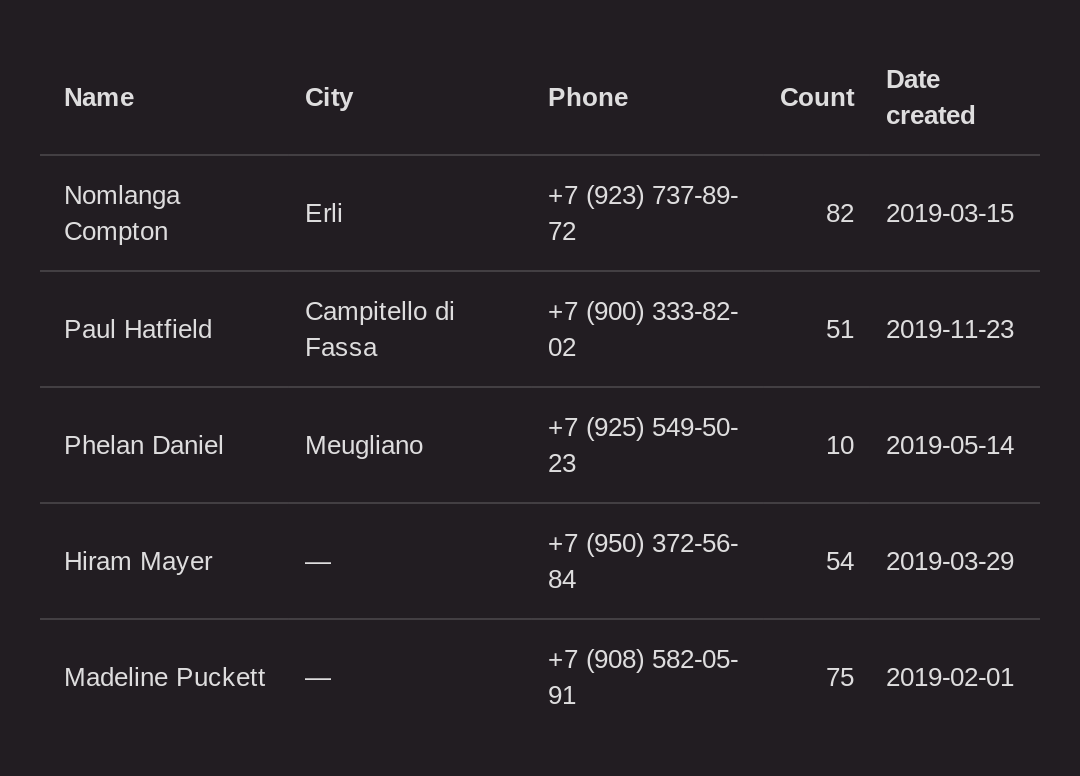 Name City Phone Count Date created
Nomlanga Compton Erli +7 (923) 737-89-72 82 2019-03-15
Paul Hatfield Campitello di Fassa +7 (900) 333-82-02 51 2019-11-23
Phelan Daniel Meugliano +7 (925) 549-50-23 10 2019-05-14
Hiram Mayer — +7 (950) 372-56-84 54 2019-03-29
Madeline Puckett — +7 (908) 582-05-91 75 2019-02-01